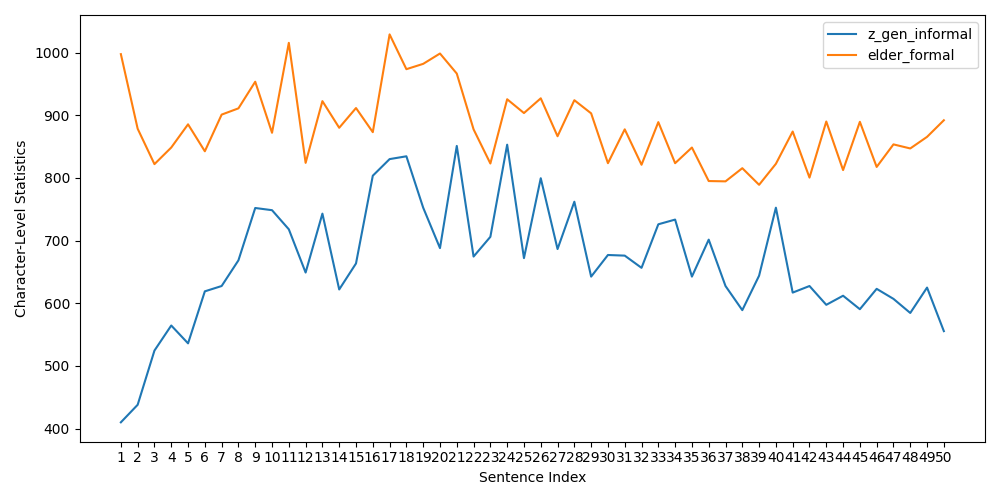 z_gen_informal
elder_formal
1000
900
800
700
600
500
400
Character-Level Statistics
1 2 3 4 5 6 7 8 9 10 11 12 13 14 15 16 17 18 19 20 21 22 23 24 25 26 27 28 29 30 31 32 33 34 35 36 37 38 39 40 41 42 43 44 45 46 47 48 49 50
Sentence Index